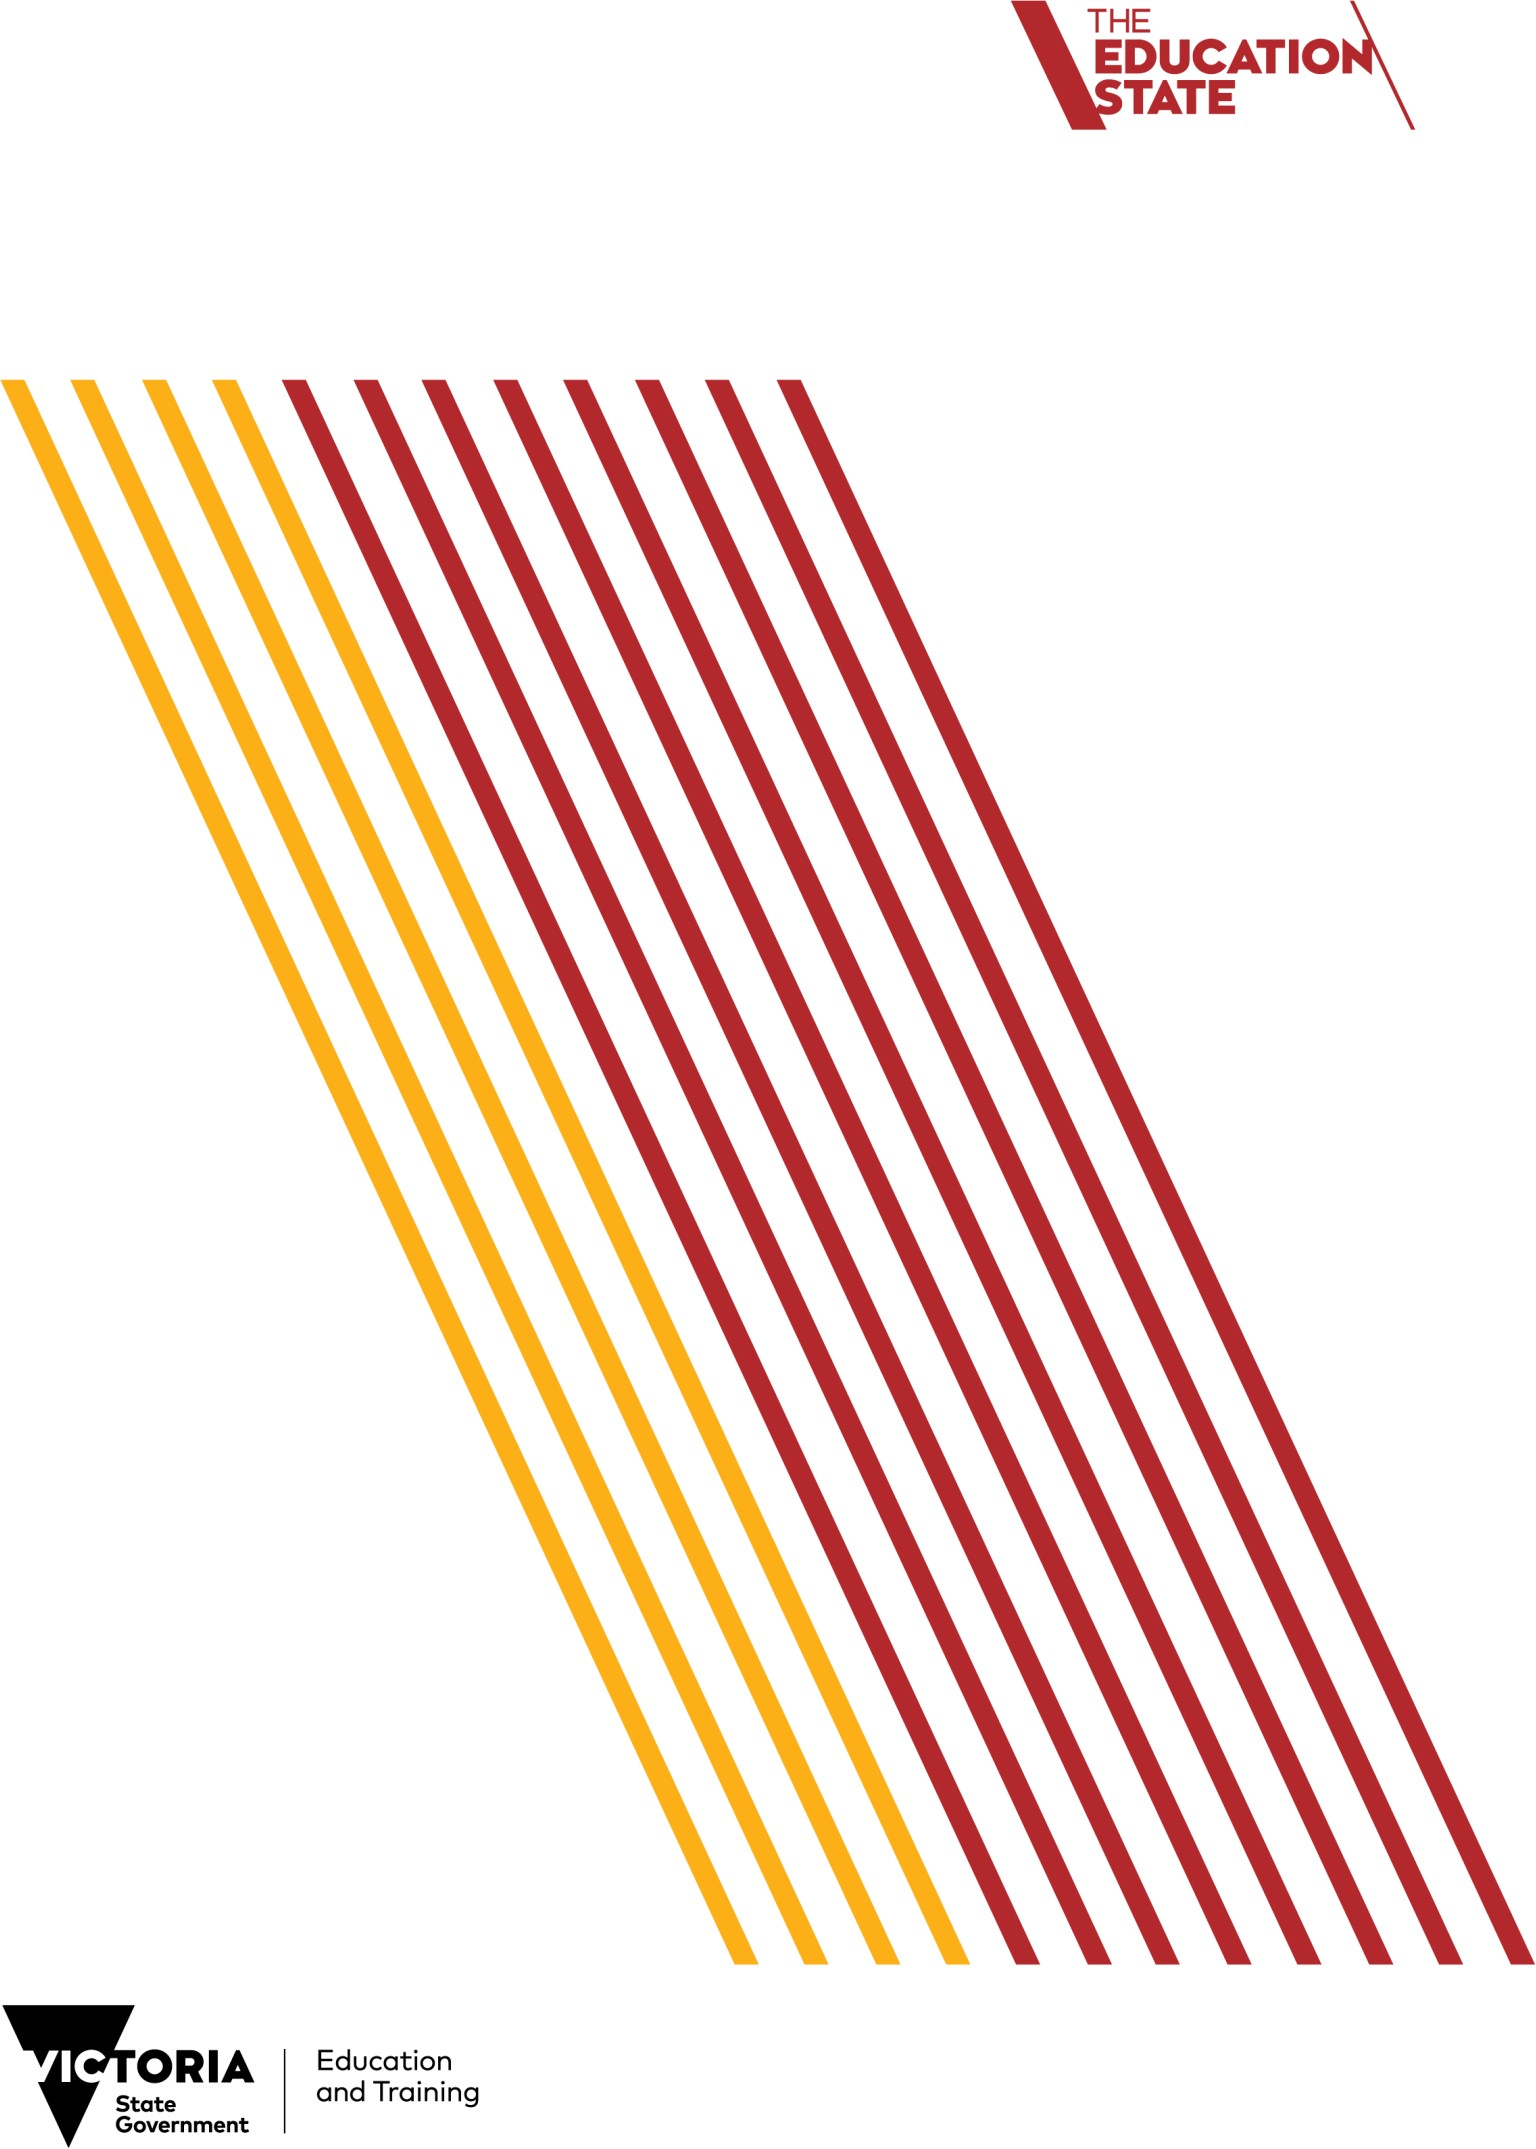 THE
EDUCATION
STATE
VICTORIA
State
Government
Education
and Training